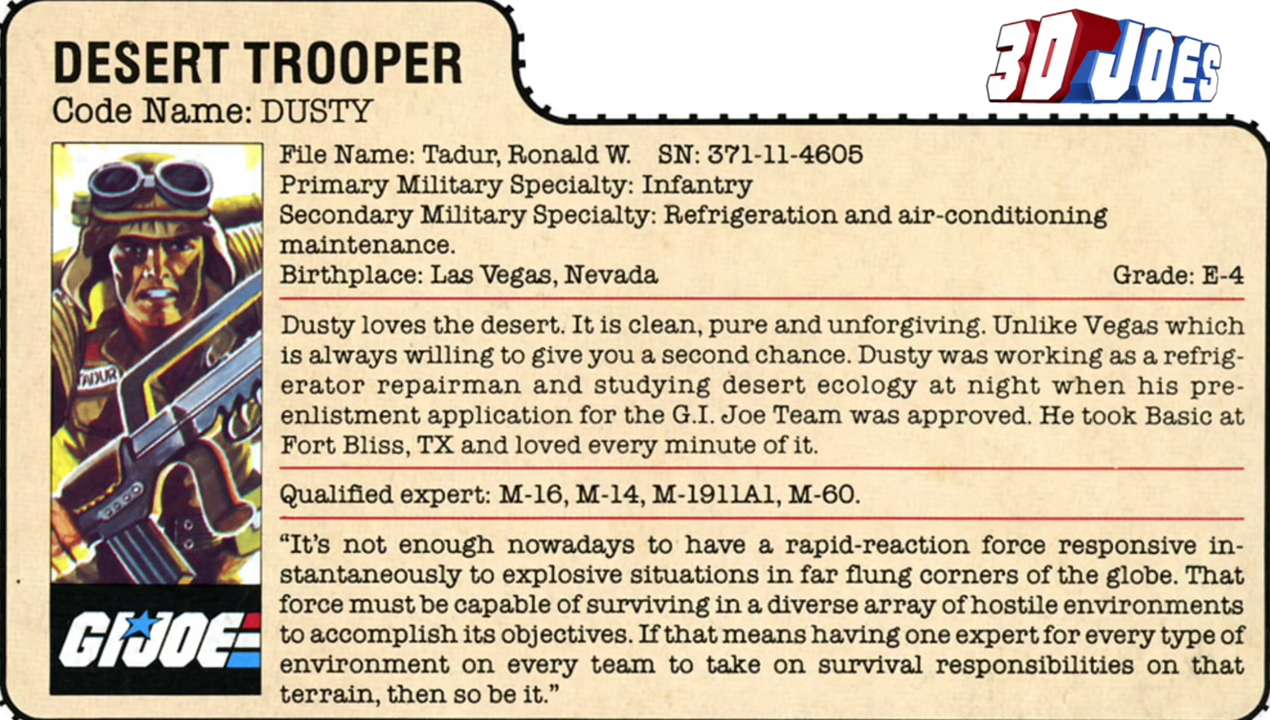 3D JOES
DESERT TROOPER
Code Name: DUSTY
File Name: Tadur, Ronald W. SN: 371-11-4605
Primary Military Specialty: Infantry
Secondary Military Specialty: Refrigeration and air-conditioning
maintenance.
Birthplace: Las Vegas, Nevada Grade: E-4
TADUR
Dusty loves the desert. It is clean, pure and unforgiving. Unlike Vegas which
is always willing to give you a second chance. Dusty was working as a refrig-
erator repairman and studying desert ecology at night when his pre-
enlistment application for the G.I. Joe Team was approved. He took Basic at
Fort Bliss, TX and loved every minute of it.
Qualified expert: M-16, M-14, M-1911A1, M-60.
“It’s not enough nowadays to have a rapid-reaction force responsive in-
stantaneously to explosive situations in far flung corners of the globe. That
force must be capable of surviving in a diverse array of hostile environments
to accomplish its objectives. If that means having one expert for every type of
environment on every team to take on survival responsibilities on that
terrain, then so be it.”
GI JOE